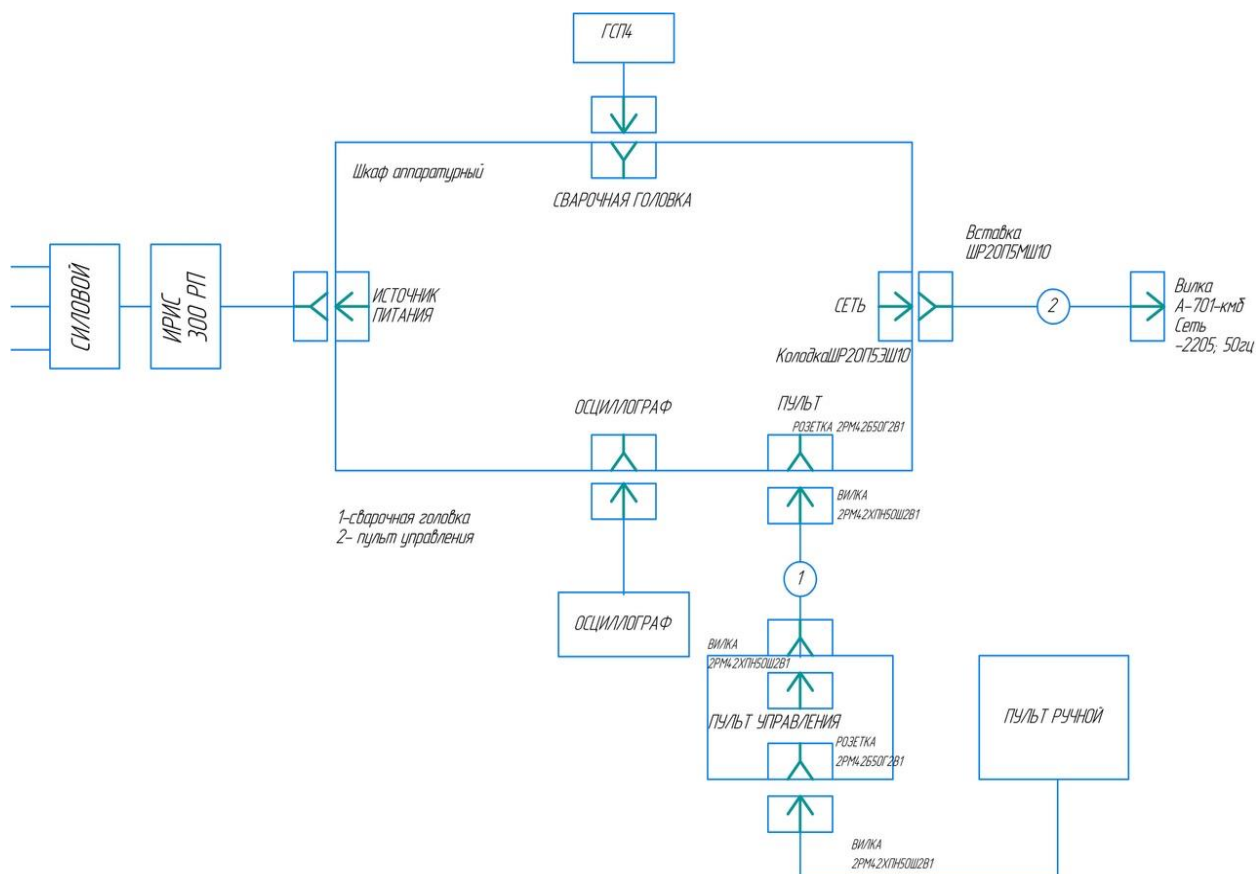 ГСП4
Шкаф аппаратурный
СВАРОЧНАЯ ГОЛОВКА
Вставка
ШР20П5МШ10
СИЛОВОЙ
ИРИС
300 РП
ИСТОЧНИК
ПИТАНИЯ
СЕТЬ
2
Вилка
А-701-кмб
Сеть
-2205; 50гц
КолодкаШР20П5ЭШ10
ОСЦИЛЛОГРАФ
ПУЛЬТ
РОЗЕТКА 2РМ42Б50Г2В1
1-сварочная головка
2- пульт управления
ВИЛКА
2РМ42ХПН50Ш2В1
1
ОСЦИЛЛОГРАФ
ВИЛКА
2РМ42ХПН50Ш2В1
ПУЛЬТ УПРАВЛЕНИЯ
ПУЛЬТ РУЧНОЙ
РОЗЕТКА
2РМ42Б50Г2В1
ВИЛКА
2РМ42ХПН50Ш2В1